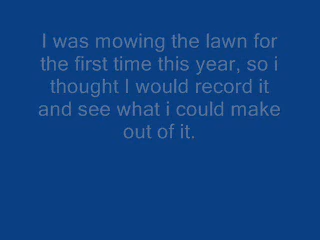 I was mowing the lawn for
the first time this year, so i
thought I would record it
and see what i could make
out of it.